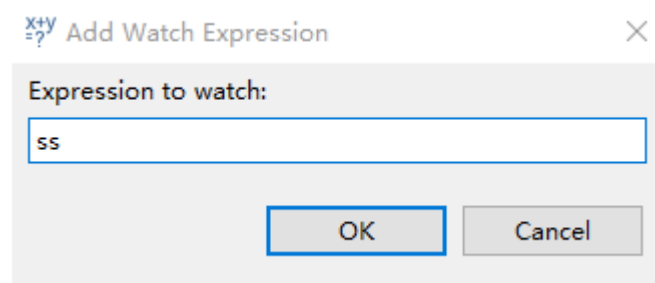 x+y
=?
Add Watch Expression
Expression to watch:
ss
OK
Cancel